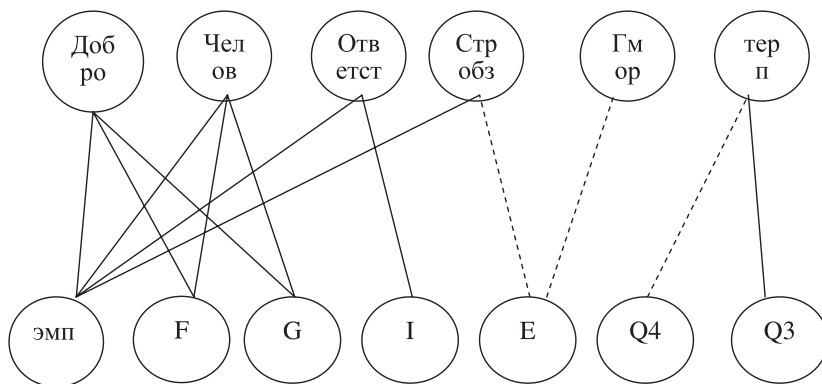 Доб
ро
Чел
ов
Отв
етст
Стр
обз
Гм
ор
тер
п
эмп
F
G
I
E
Q4
Q3